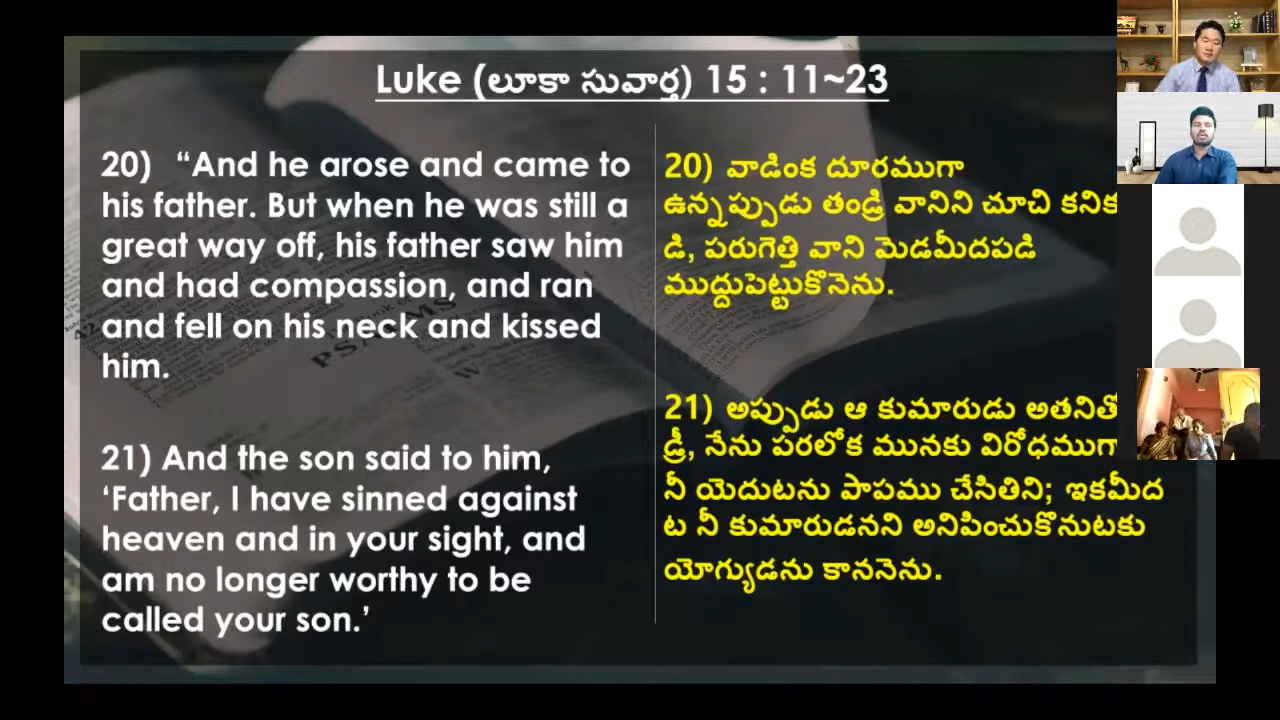 Luke (లూకా సువార్త) 15 : 11~23
20) “And he arose and came to
his father. But when he was still a
great way off, his father saw him
and had compassion, and ran
and fell on his neck and kissed
him.
21) And the son said to him,
‘Father, I have sinned against
heaven and in your sight, and
am no longer worthy to be
called your son.’
20) వాడింక దూరముగా
ఉన్నప్పుడు తండ్రి వానిని చూచి కనిక
డి, పరుగెత్తి వాని మెడమీదపడి
ముద్దుపెట్టుకొనెను.
21) అప్పుడు ఆ కుమారుడు అతనితో
డ్రీ, నేను పరలోక మునకు విరోధముగా
నీ యెదుటను పాపము చేసితిని; ఇకమీద
ట నీ కుమారుడనని అనిపించుకొనుటకు
యోగ్యుడను కాననెను.
PSALMS